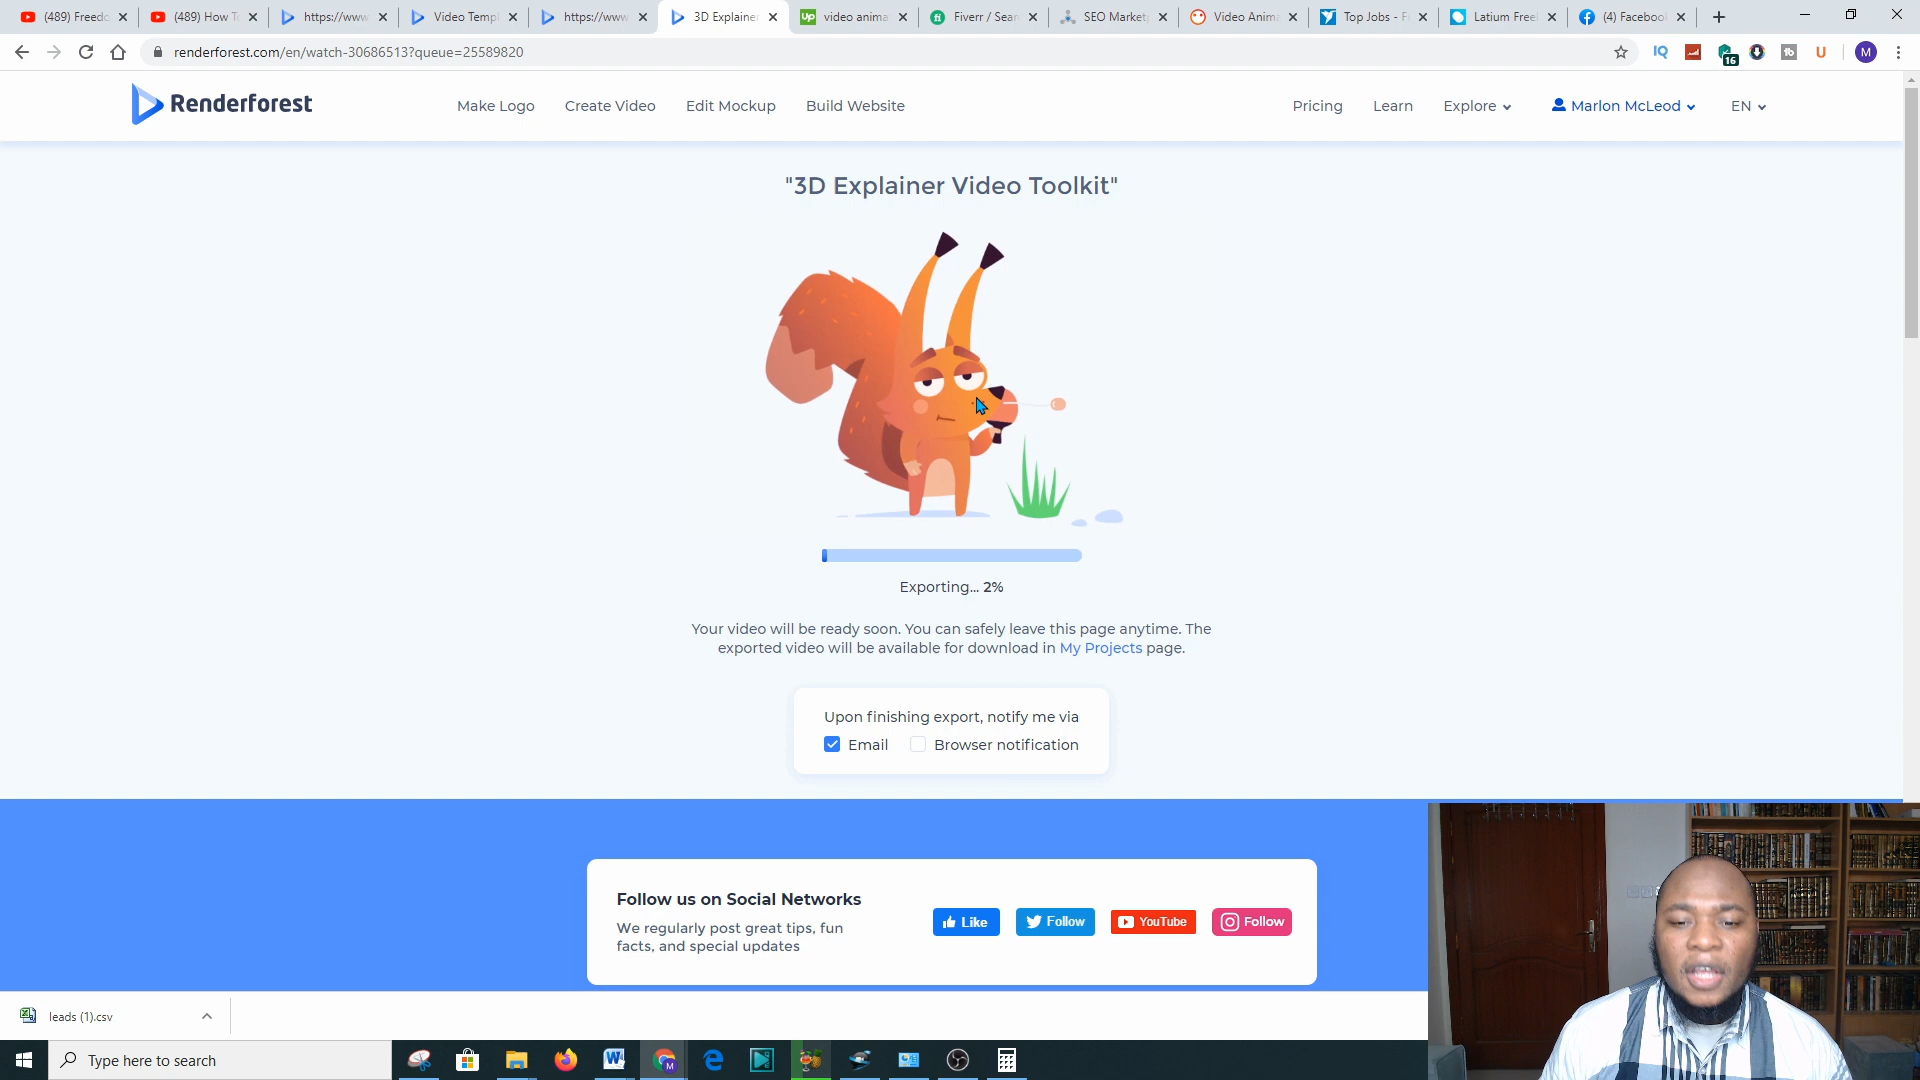 (489) Freedo
(489) How T
https://www
Video Templ
https://www
3D Explainer
video anima
Fiverr / Sear
SEO Market
Video Anima
Top Jobs - F
Latium Free
(4) Facebook
renderforest.com/en/watch-30686513?queue=25589820
IQ
16
tb
U
M
Renderforest
Make Logo
Create Video
Edit Mockup
Build Website
Pricing
Learn
Explore
Marlon McLeod
EN
"3D Explainer Video Toolkit"
Exporting... 2%
Your video will be ready soon. You can safely leave this page anytime. The
exported video will be available for download in My Projects page.
Upon finishing export, notify me via
Email
Browser notification
Follow us on Social Networks
We regularly post great tips, fun
facts, and special updates
Like
Follow
YouTube
Follow
leads (1).csv
Type here to search